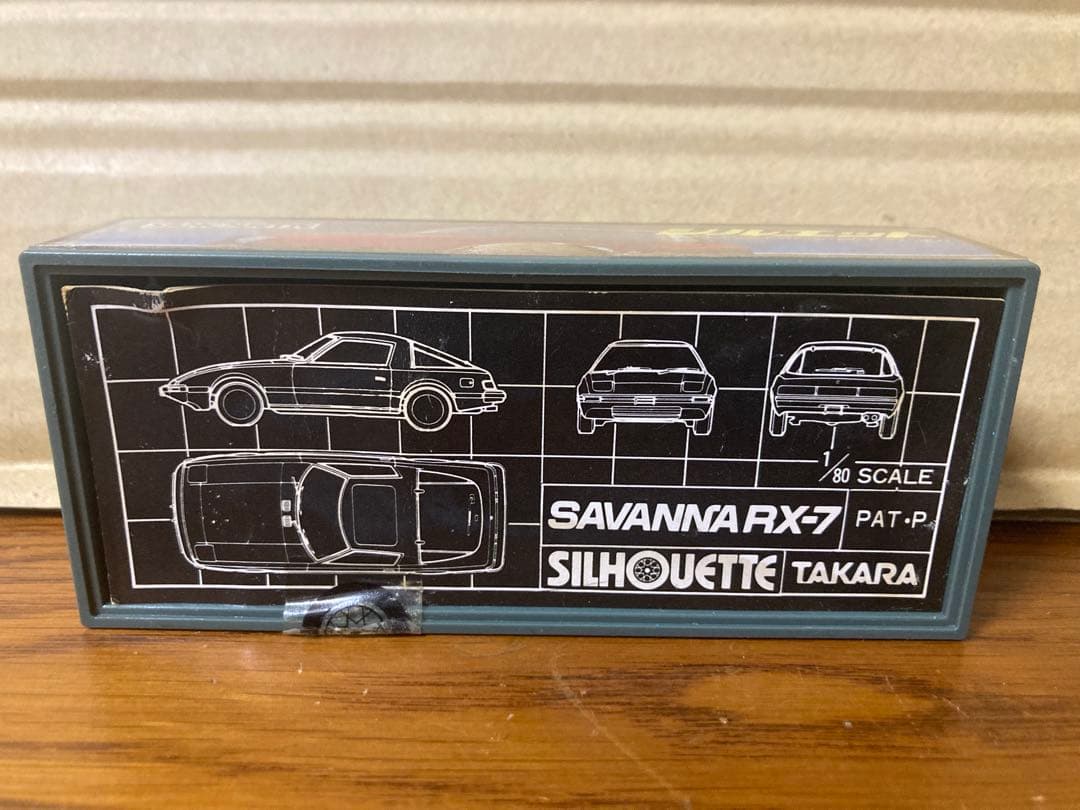 1/80 SCALE
SAVANNA RX-7
PAT・P
SILHOUETTE
TAKARA